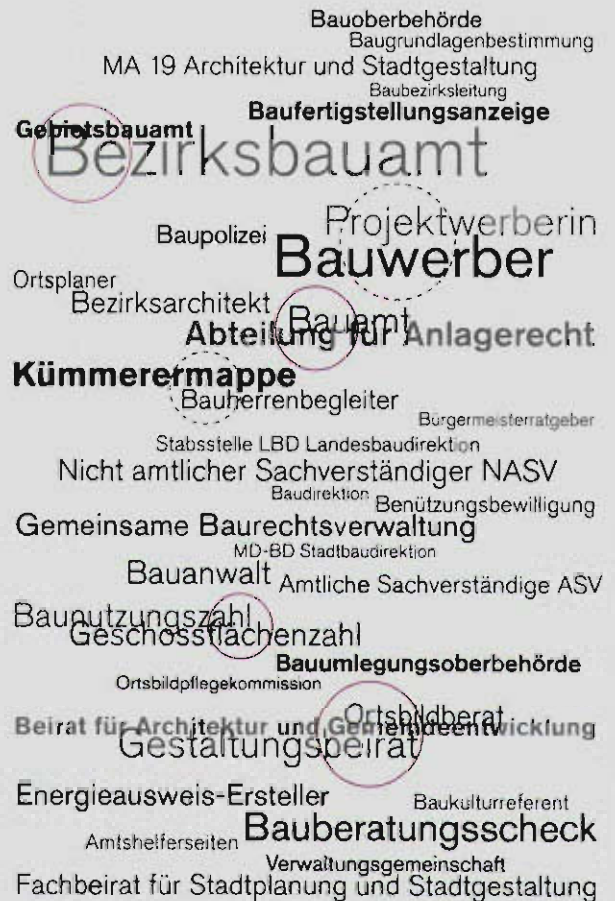 Bauoberbehörde
Baugrundlagenbestimmung
MA 19 Architektur und Stadtgestaltung
Baubezirksleitung
Baufertigstellungsanzeige
Gebietsbauamt
Bezirksbauamt
Projektwerberin
Baupolizei
Bauwerber
Ortsplaner
Bezirksarchitekt
Bauamt
Abteilung für Anlagerecht
Kümmerermappe
Bauherrenbegleiter
Bürgermeisterratgeber
Stabsstelle LBD Landesbaudirektion
Nicht amtlicher Sachverständiger NASV
Baudirektion
Benützungsbewilligung
Gemeinsame Baurechtsverwaltung
MD-BD Stadtbaudirektion
Bauanwalt
Amtliche Sachverständige ASV
Baunutzungszahl
Geschossflächenzahl
Bauumlegungsoberbehörde
Ortsbildpflegekommission
Ortsbildberat
Beirat für Architektur und Gemeindeentwicklung
Gestaltungsbeirat
Energieausweis-Ersteller
Baukulturreferent
Amtshelferseiten
Bauberatungsscheck
Verwaltungsgemeinschaft
Fachbeirat für Stadtplanung und Stadtgestaltung